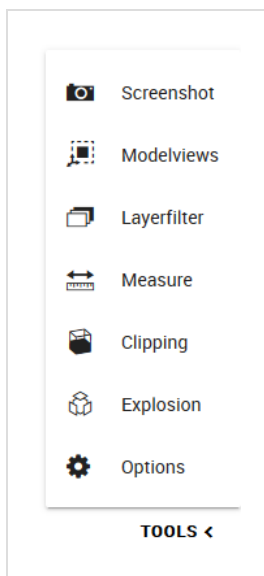 Screenshot
Modelviews
Layerfilter
Measure
Clipping
Explosion
Options
TOOLS <